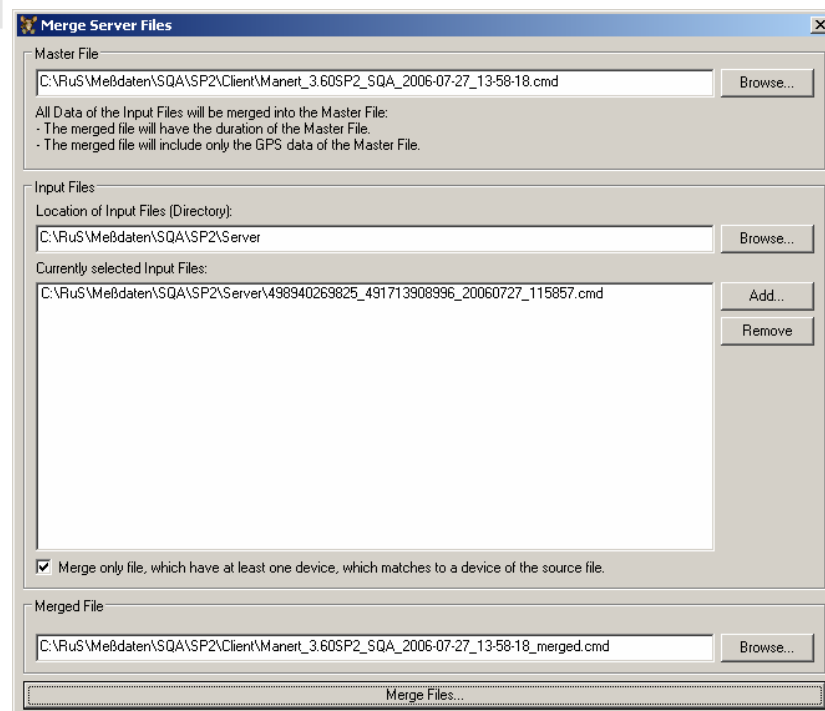 Merge Server Files
Master File
C:\RuS\Meßdaten\SQA\SP2\Client\Manert_3.60SP2_SQA_2006-07-27_13-58-18.cmd
Browse...
All Data of the Input Files will be merged into the Master File:
- The merged file will have the duration of the Master File.
- The merged file will include only the GPS data of the Master File.
Input Files
Location of Input Files (Directory):
C:\RuS\Meßdaten\SQA\SP2\Server
Browse...
Currently selected Input Files:
C:\RuS\Meßdaten\SQA\SP2\Server\498940269825_491713908996_20060727_115857.cmd
Add...
Remove
Merge only file, which have at least one device, which matches to a device of the source file.
Merged File
C:\RuS\Meßdaten\SQA\SP2\Client\Manert_3.60SP2_SQA_2006-07-27_13-58-18_merged.cmd
Browse...
Merge Files...